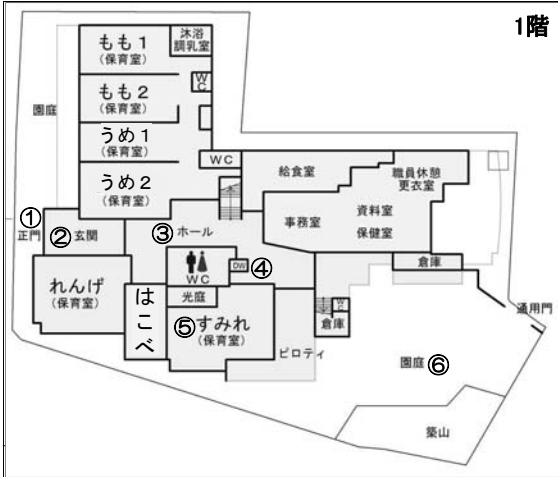 1階
もも1
(保育室)
沐浴
調乳室
もも2
(保育室)
WC
園庭
うめ1
(保育室)
うめ2
(保育室)
WC
給食室
職員休憩
更衣室
事務室
資料室
保健室
①
正門
② 玄関
③ ホール
WC
DW
④
倉庫
れんげ
(保育室)
はこべ
光庭
⑤すみれ
(保育室)
WC
倉庫
通用門
ピロティ
園庭 ⑥
築山